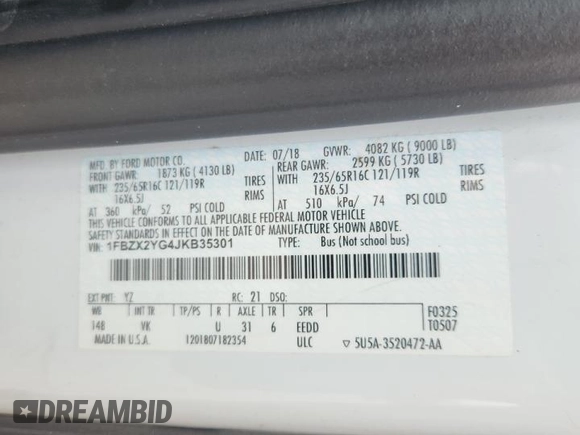 MFD. BY FORD MOTOR CO.
DATE: 07/18 GVWR: 4082 KG ( 9000 LB)
FRONT GAWR: 1873 KG ( 4130 LB)
REAR GAWR: 2599 KG ( 5730 LB)
WITH 235/65R16C 121/119R TIRES
WITH 235/65R16C 121/119R TIRES
16X6.5J RIMS
16X6.5J RIMS
AT 360 kPa/ 52 PSI COLD
AT 510 kPa/ 74 PSI COLD
THIS VEHICLE CONFORMS TO ALL APPLICABLE FEDERAL MOTOR VEHICLE
SAFETY STANDARDS IN EFFECT ON THE DATE OF MANUFACTURE SHOWN ABOVE.
VIN: 1FBZX2YG4JKB35301 TYPE: Bus (Not school Bus)
EXT PNT: YZ RC: 21 DSO: F0325
WB INT TR TP/PS R AXLE TR SPR T0507
148 VK U 31 6 EEDD
MADE IN U.S.A. 1201807182354 ULC ▽ 5U5A-3520472-AA
AUTOBIDMASTER
DREAMBID